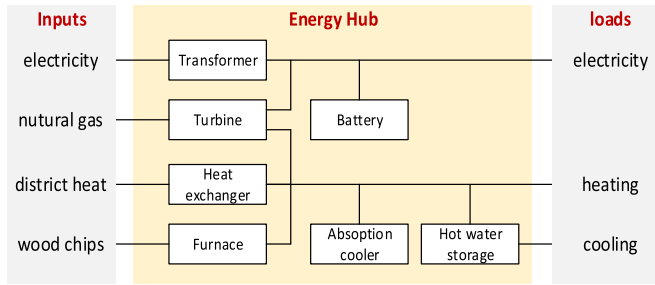 Inputs Energy Hub loads
electricity Transformer electricity
nutural gas Turbine Battery
district heat Heat exchanger heating
wood chips Furnace Absoption cooler Hot water storage cooling